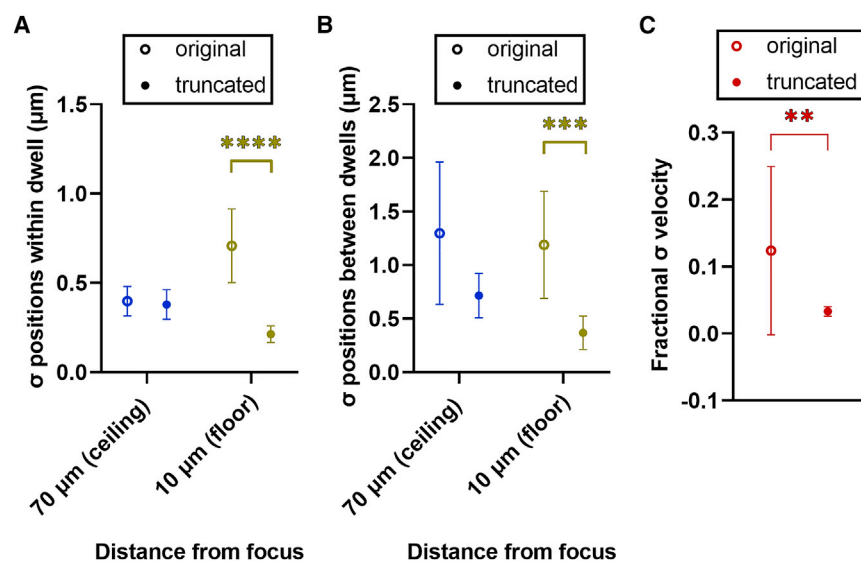 A
original
truncated
σ positions within dwell (µm)
1.5
1.0
0.5
0.0
****
70 µm (ceiling)
10 µm (floor)
Distance from focus
B
original
truncated
σ positions between dwells (µm)
2.5
2.0
1.5
1.0
0.5
0.0
***
70 µm (ceiling)
10 µm (floor)
Distance from focus
C
original
truncated
Fractional σ velocity
0.3
0.2
0.1
0.0
-0.1
**